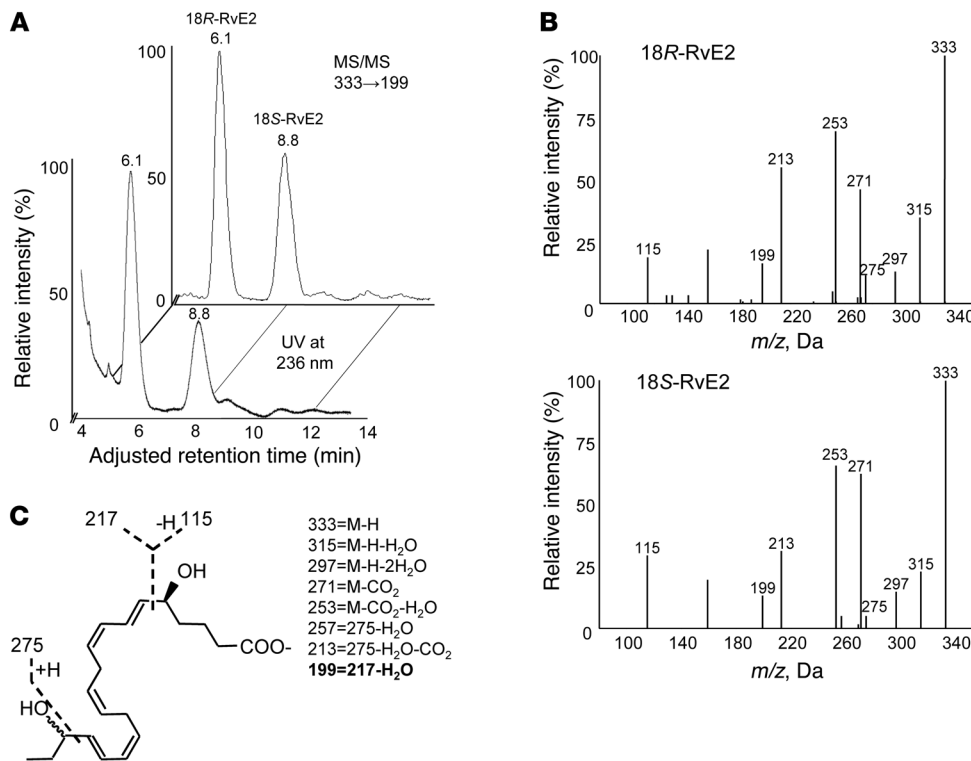 A
18R-RvE2
6.1
100
MS/MS
333→199
18S-RvE2
8.8
50
0
100
6.1
50
8.8
UV at
236 nm
0
4 6 8 10 12 14
Relative intensity (%)
Adjusted retention time (min)
B
18R-RvE2
Relative intensity (%)
100
75
50
25
0
115
199
213
253
271
275
297
315
333
100 140 180 220 260 300 340
m/z, Da
18S-RvE2
Relative intensity (%)
100
75
50
25
0
115
199
213
253
271
275
297
315
333
100 140 180 220 260 300 340
m/z, Da
C
217 -H 115
OH
COO-
275
+H
HO
333=M-H
315=M-H-H₂O
297=M-H-2H₂O
271=M-CO₂
253=M-CO₂-H₂O
257=275-H₂O
213=275-H₂O-CO₂
199=217-H₂O